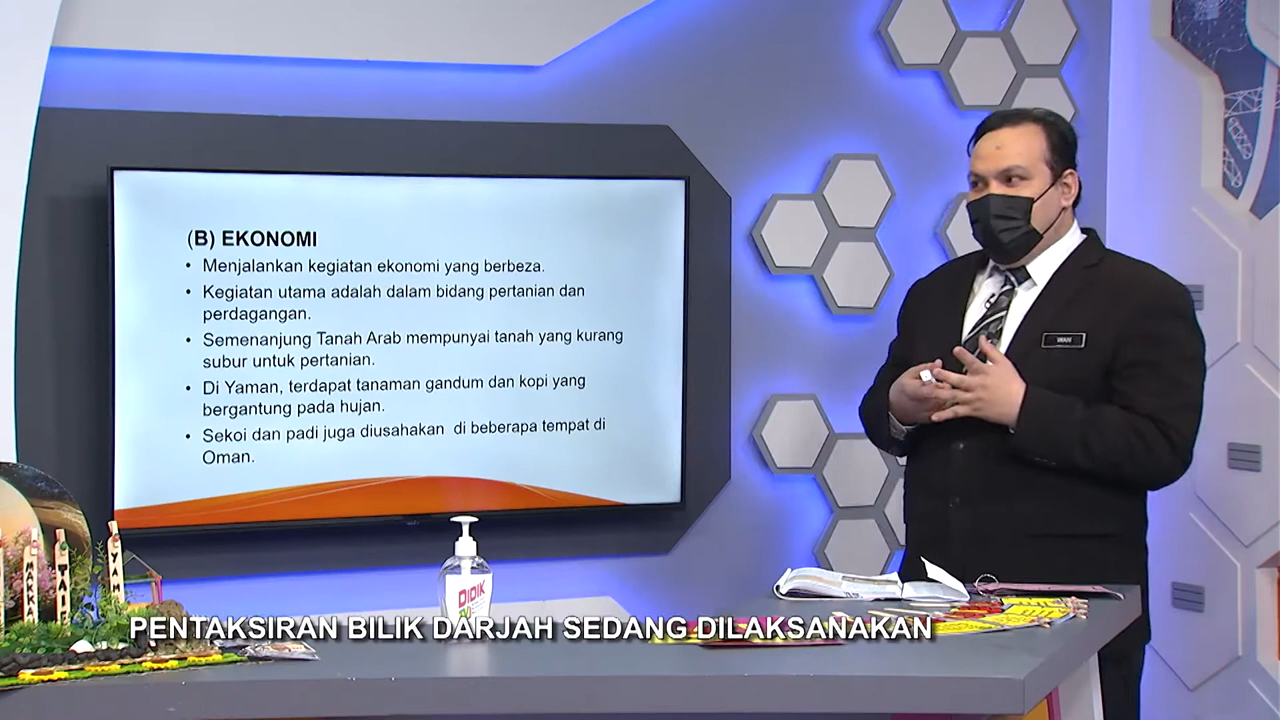 (B) EKONOMI
• Menjalankan kegiatan ekonomi yang berbeza.
• Kegiatan utama adalah dalam bidang pertanian dan
perdagangan.
• Semenanjung Tanah Arab mempunyai tanah yang kurang
subur untuk pertanian.
• Di Yaman, terdapat tanaman gandum dan kopi yang
bergantung pada hujan.
• Sekoi dan padi juga diusahakan di beberapa tempat di
Oman.
DIDIK
TV
PENTAKSIRAN BILIK DARJAH SEDANG DILAKSANAKAN